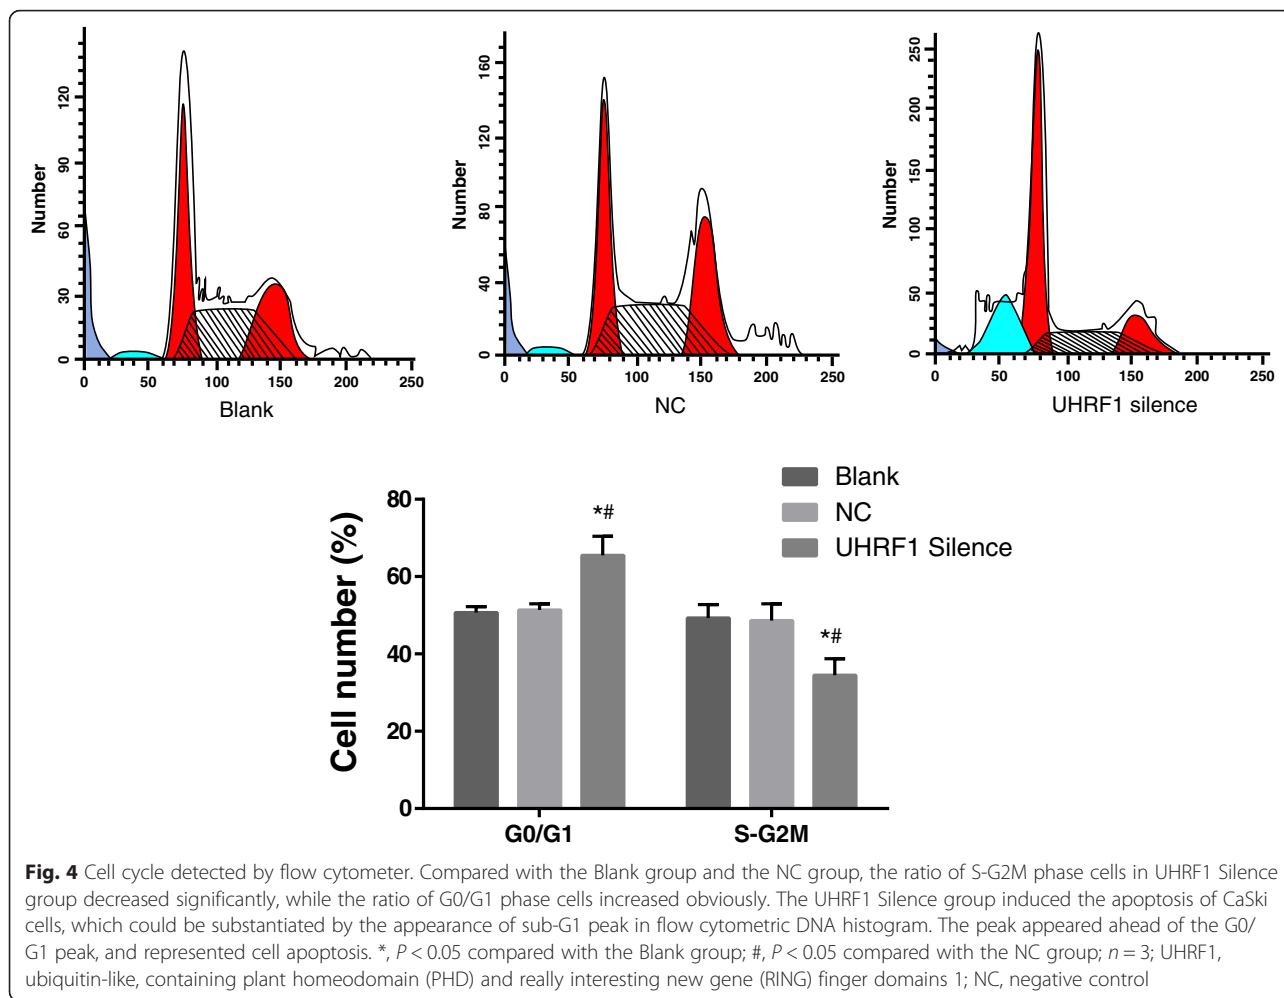 Number
120
90
60
30
0
0 50 100 150 200 250
Blank
Number
160
120
80
40
0
0 50 100 150 200 250
NC
Number
250
200
150
100
50
0
0 50 100 150 200 250
UHRF1 silence
Blank
NC
UHRF1 Silence
Cell number (%)
80
60
40
20
0
*#
*#
G0/G1 S-G2M
Fig. 4 Cell cycle detected by flow cytometer. Compared with the Blank group and the NC group, the ratio of S-G2M phase cells in UHRF1 Silence
group decreased significantly, while the ratio of G0/G1 phase cells increased obviously. The UHRF1 Silence group induced the apoptosis of CaSki
cells, which could be substantiated by the appearance of sub-G1 peak in flow cytometric DNA histogram. The peak appeared ahead of the G0/
G1 peak, and represented cell apoptosis. *, P < 0.05 compared with the Blank group; #, P < 0.05 compared with the NC group; n = 3; UHRF1,
ubiquitin-like, containing plant homeodomain (PHD) and really interesting new gene (RING) finger domains 1; NC, negative control